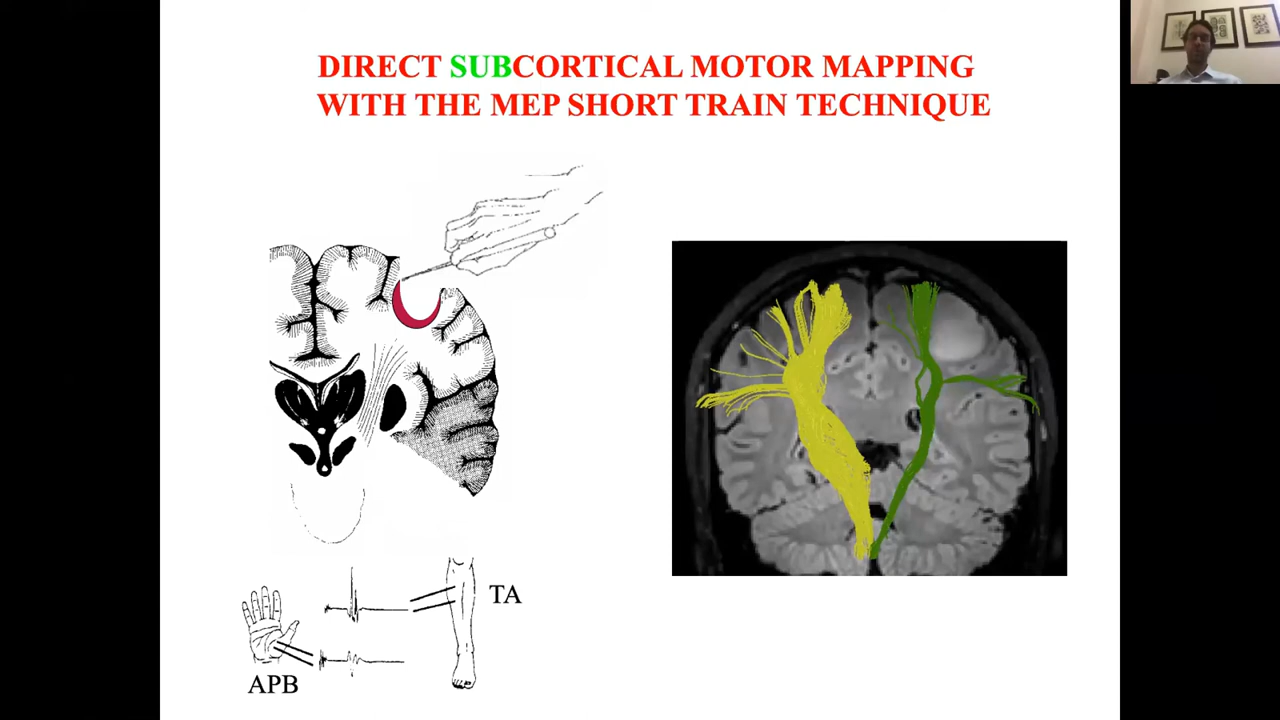 DIRECT SUBCORTICAL MOTOR MAPPING
WITH THE MEP SHORT TRAIN TECHNIQUE
TA
APB